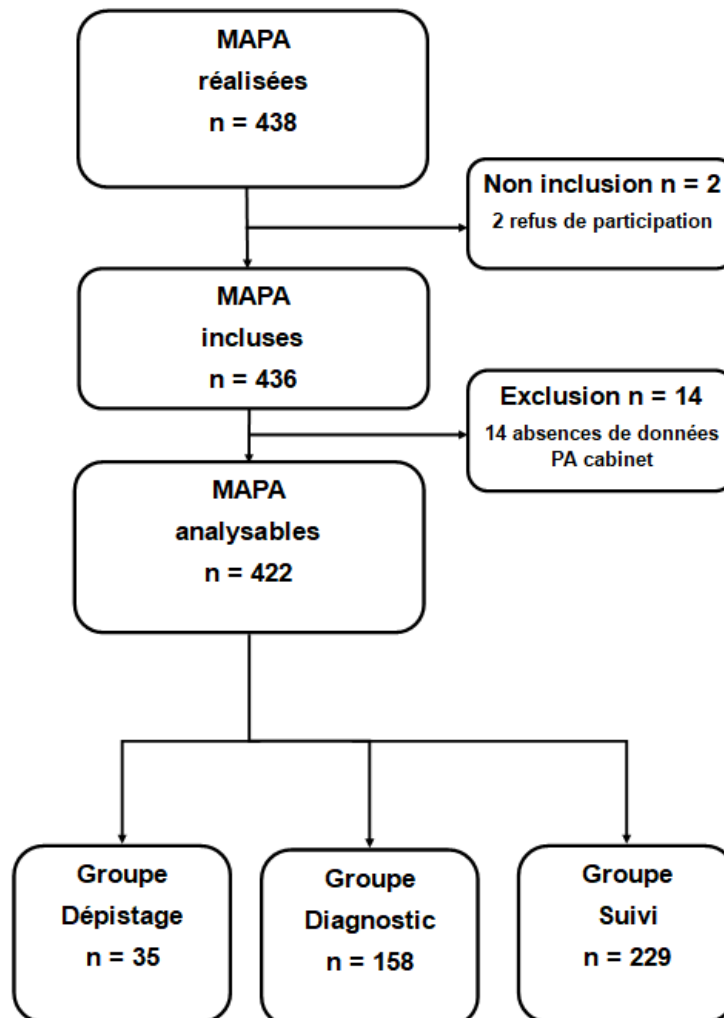 MAPA
réalisées
n = 438
Non inclusion n = 2
2 refus de participation
MAPA
incluses
n = 436
Exclusion n = 14
14 absences de données
PA cabinet
MAPA
analysables
n = 422
Groupe
Dépistage
n = 35
Groupe
Diagnostic
n = 158
Groupe
Suivi
n = 229